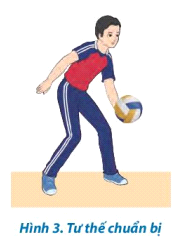 Hình 3. Tư thế chuẩn bị